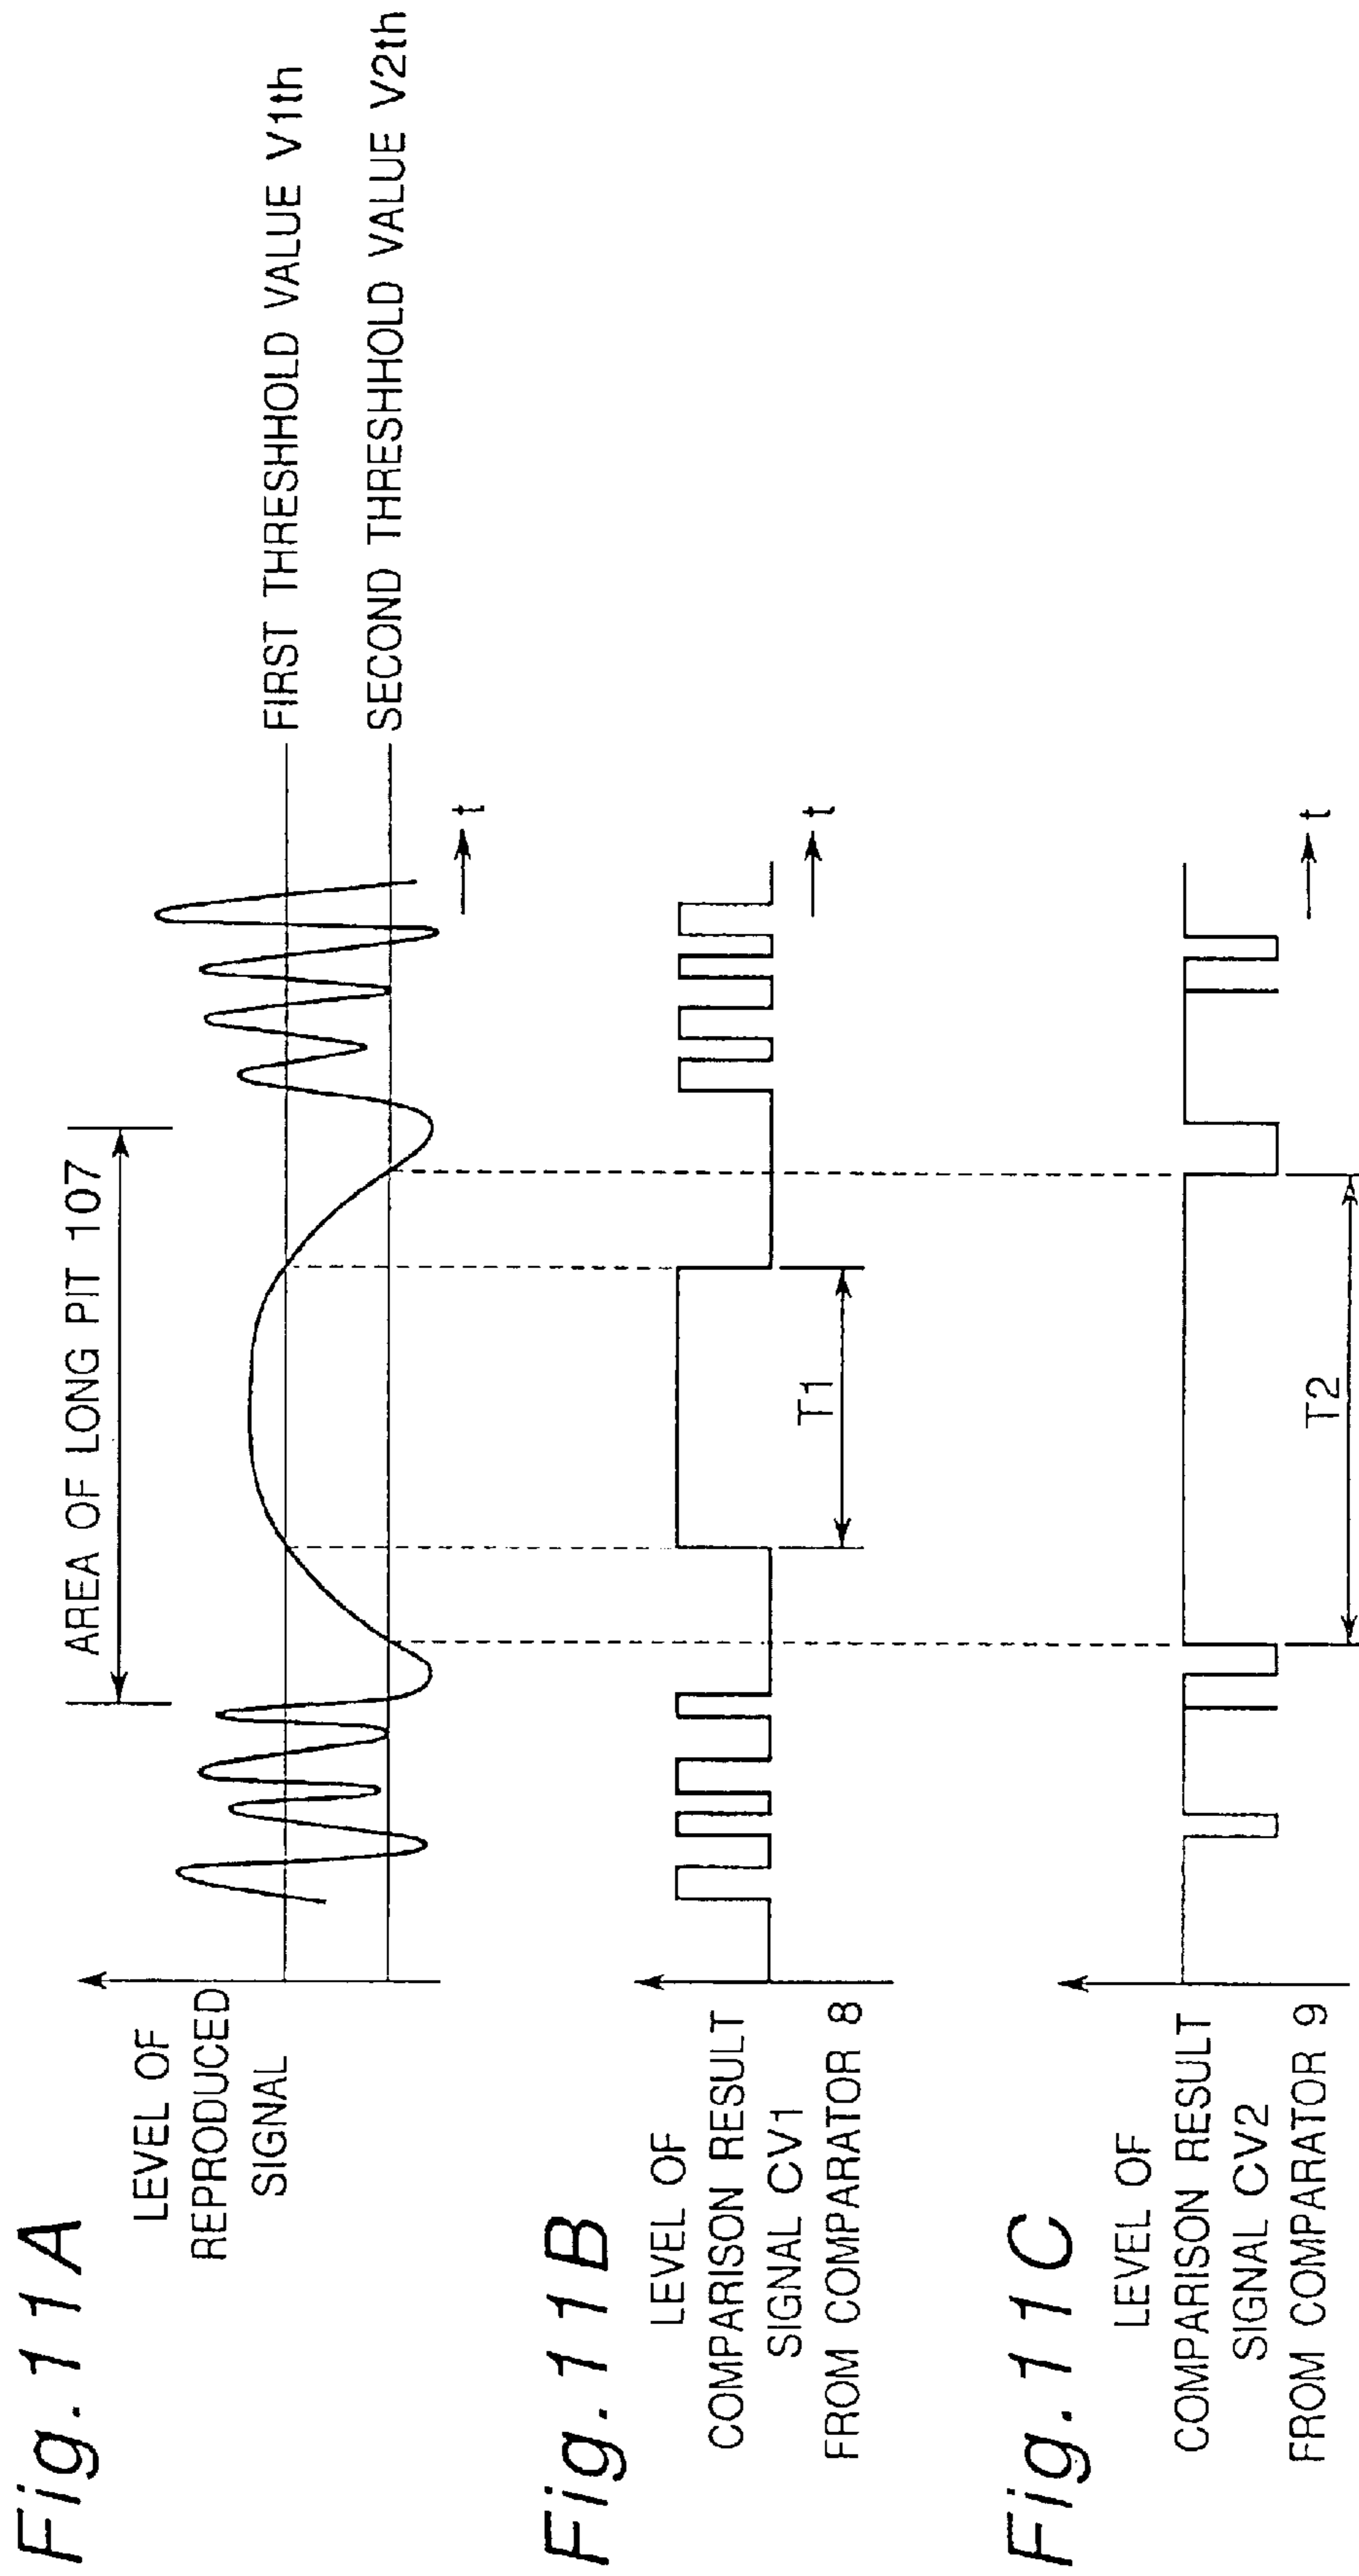 Fig.11A
LEVEL OF
REPRODUCED
SIGNAL
AREA OF LONG PIT 107
FIRST THRESHHOLD VALUE V1th
SECOND THRESHHOLD VALUE V2th
t
Fig.11B
LEVEL OF
COMPARISON RESULT
SIGNAL CV1
FROM COMPARATOR 8
T1
t
Fig.11C
LEVEL OF
COMPARISON RESULT
SIGNAL CV2
FROM COMPARATOR 9
T2
t